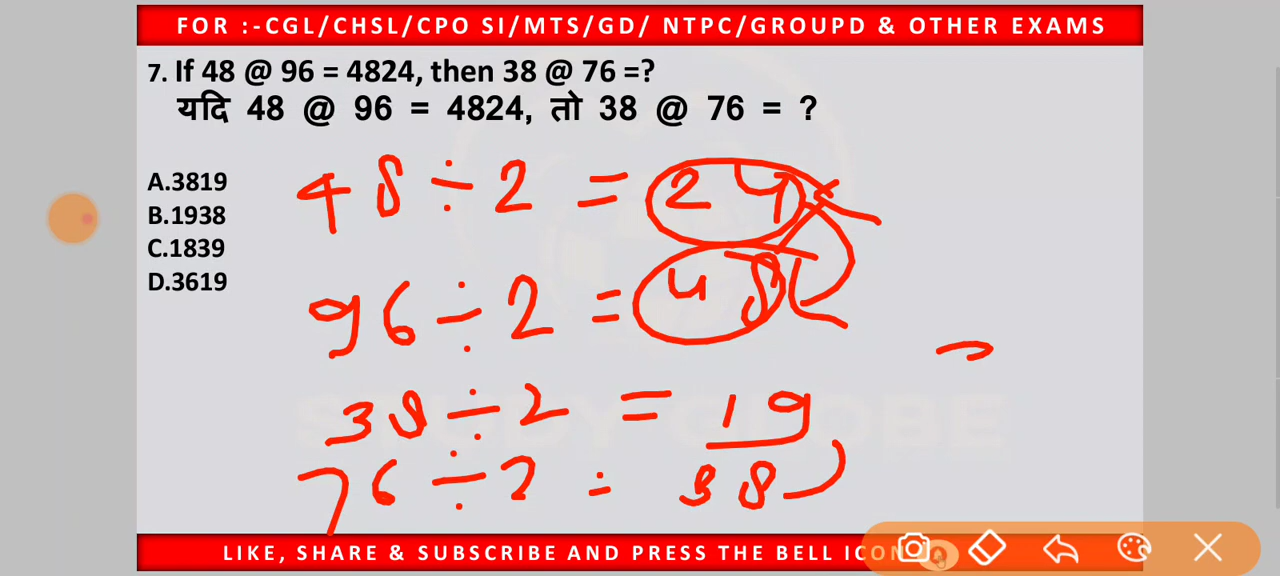 FOR :-CGL/CHSL/CPO SI/MTS/GD/ NTPC/GROUPD & OTHER EXAMS
7. If 48 @ 96 = 4824, then 38 @ 76 =?
यदि 48 @ 96 = 4824, तो 38 @ 76 = ?
A.3819
B.1938
C.1839
D.3619
48 ÷ 2 = 24
96 ÷ 2 = 48
38 ÷ 2 = 19
76 ÷ 2 = 38
LIKE, SHARE & SUBSCRIBE AND PRESS THE BELL ICON